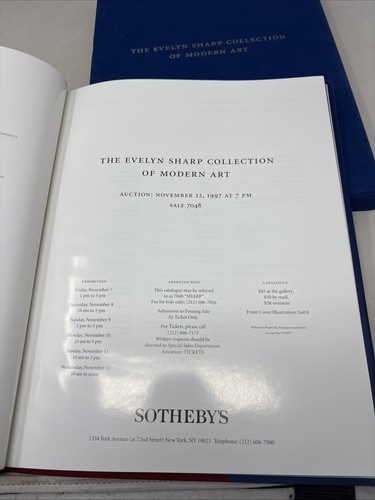 THE EVELYN SHARP COLLECTION
OF MODERN ART
THE EVELYN SHARP COLLECTION
OF MODERN ART
AUCTION: NOVEMBER 12, 1997 AT 7 PM
SALE 7048
EXHIBITION
Friday, November 7
1 pm to 5 pm
Saturday, November 8
10 am to 5 pm
Sunday, November 9
1 pm to 5 pm
Monday, November 10
10 am to 5 pm
Tuesday, November 11
10 am to 5 pm
Wednesday, November 12
10 am to noon
ABSENTEE BIDS
This catalogue may be referred
to as 7048 "SHARP"
Fax for bids only: (212) 606-7016
Admission to Evening Sale
by Ticket Only
For Tickets, please call
(212) 606-7171
Written requests should be
directed to Special Sales Department,
Attention: TICKETS
CATALOGUE
$45 at the gallery,
$50 by mail,
$58 overseas
Front Cover Illustration: Lot 6
SOTHEBY'S
1334 York Avenue (at 72nd Street) New York, NY 10021 Telephone: (212) 606-7000